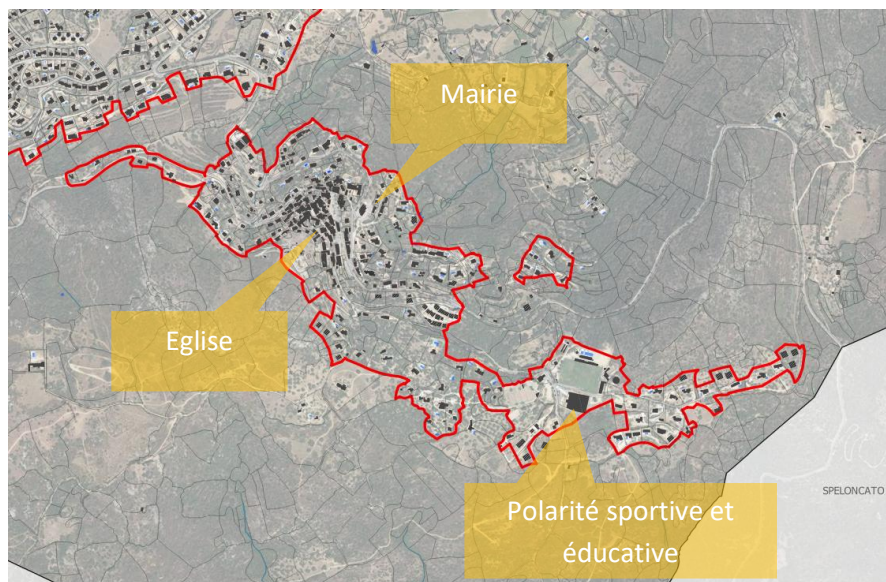 Mairie
Eglise
Polarité sportive et
éducative
SPELONCATO